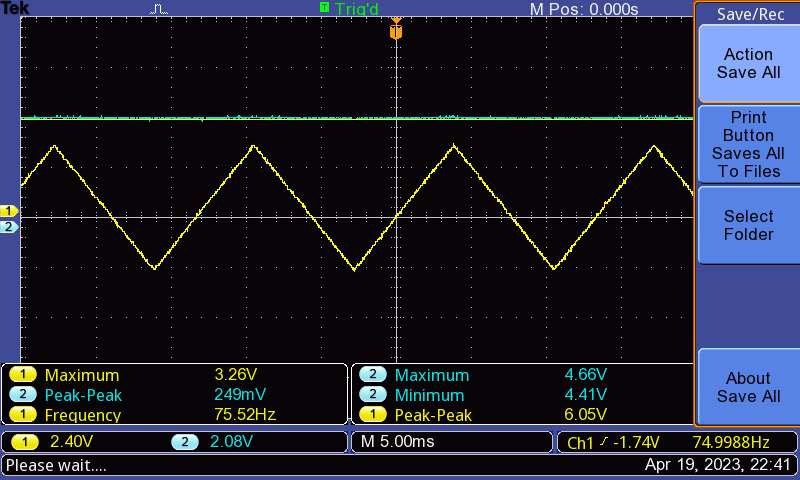 Tek T Trig'd M Pos: 0.000s Save/Rec
T
Action
Save All
Print
Button
Saves All
To Files
Select
Folder
1
2
About
Save All
1 Maximum 3.26V
2 Peak-Peak 249mV
1 Frequency 75.52Hz
2 Maximum 4.66V
2 Minimum 4.41V
1 Peak-Peak 6.05V
1 2.40V 2 2.08V M 5.00ms Ch1 -1.74V 74.9988Hz
Please wait.... Apr 19, 2023, 22:41